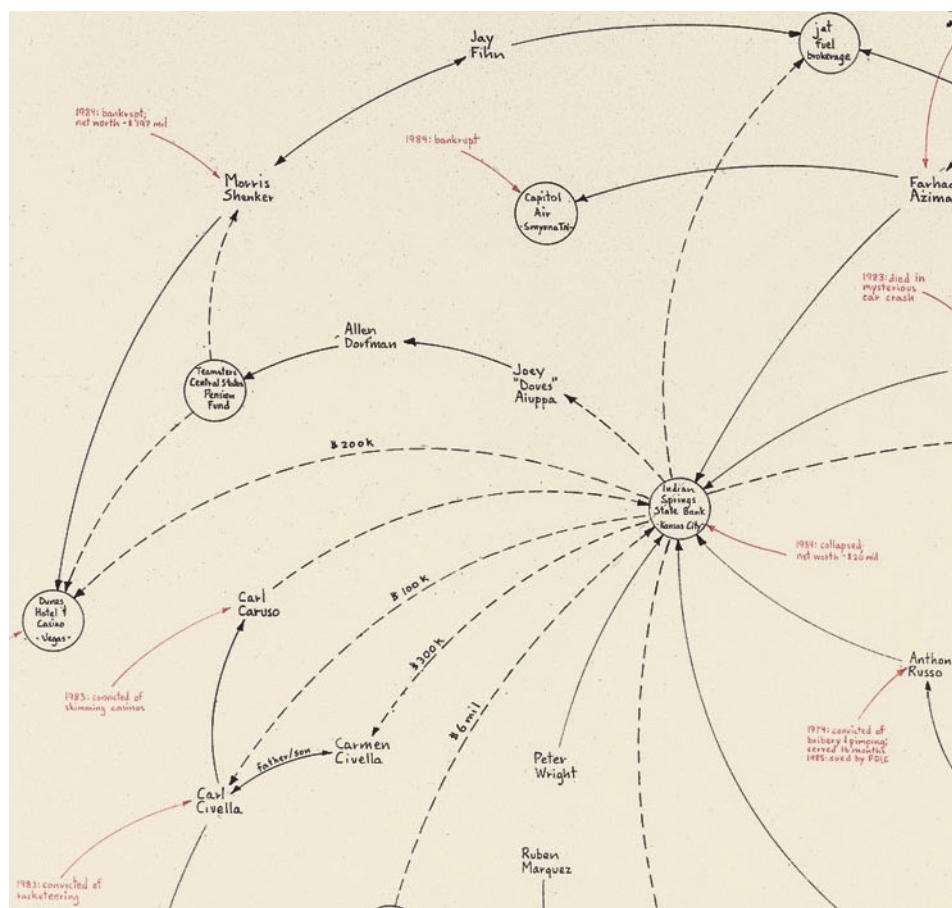 Jay
Fihn
jet
fuel
brokerage
1984: bankrupt;
net worth -$197 mil
1984: bankrupt
Morris
Shenker
Capitol
Air
-Smyrna TN-
Farhad
Azima
1983: died in
mysterious
car crash
Allen
Dorfman
Teamsters
Central States
Pension
Fund
Joey
"Doves"
Aiuppa
$200k
Indian
Springs
State Bank
-Kansas City-
1984: collapsed;
net worth -$20 mil
Dunes
Hotel &
Casino
-Vegas-
Carl
Caruso
$100k
$300k
$6 mil
1983: convicted of
skimming casinos
Anthon
Russo
1974: convicted of
bribery & pimping;
served 16 months
1985: sued by FDIC
father/son
Carmen
Civella
Peter
Wright
Carl
Civella
Ruben
Marquez
1983: convicted of
racketeering